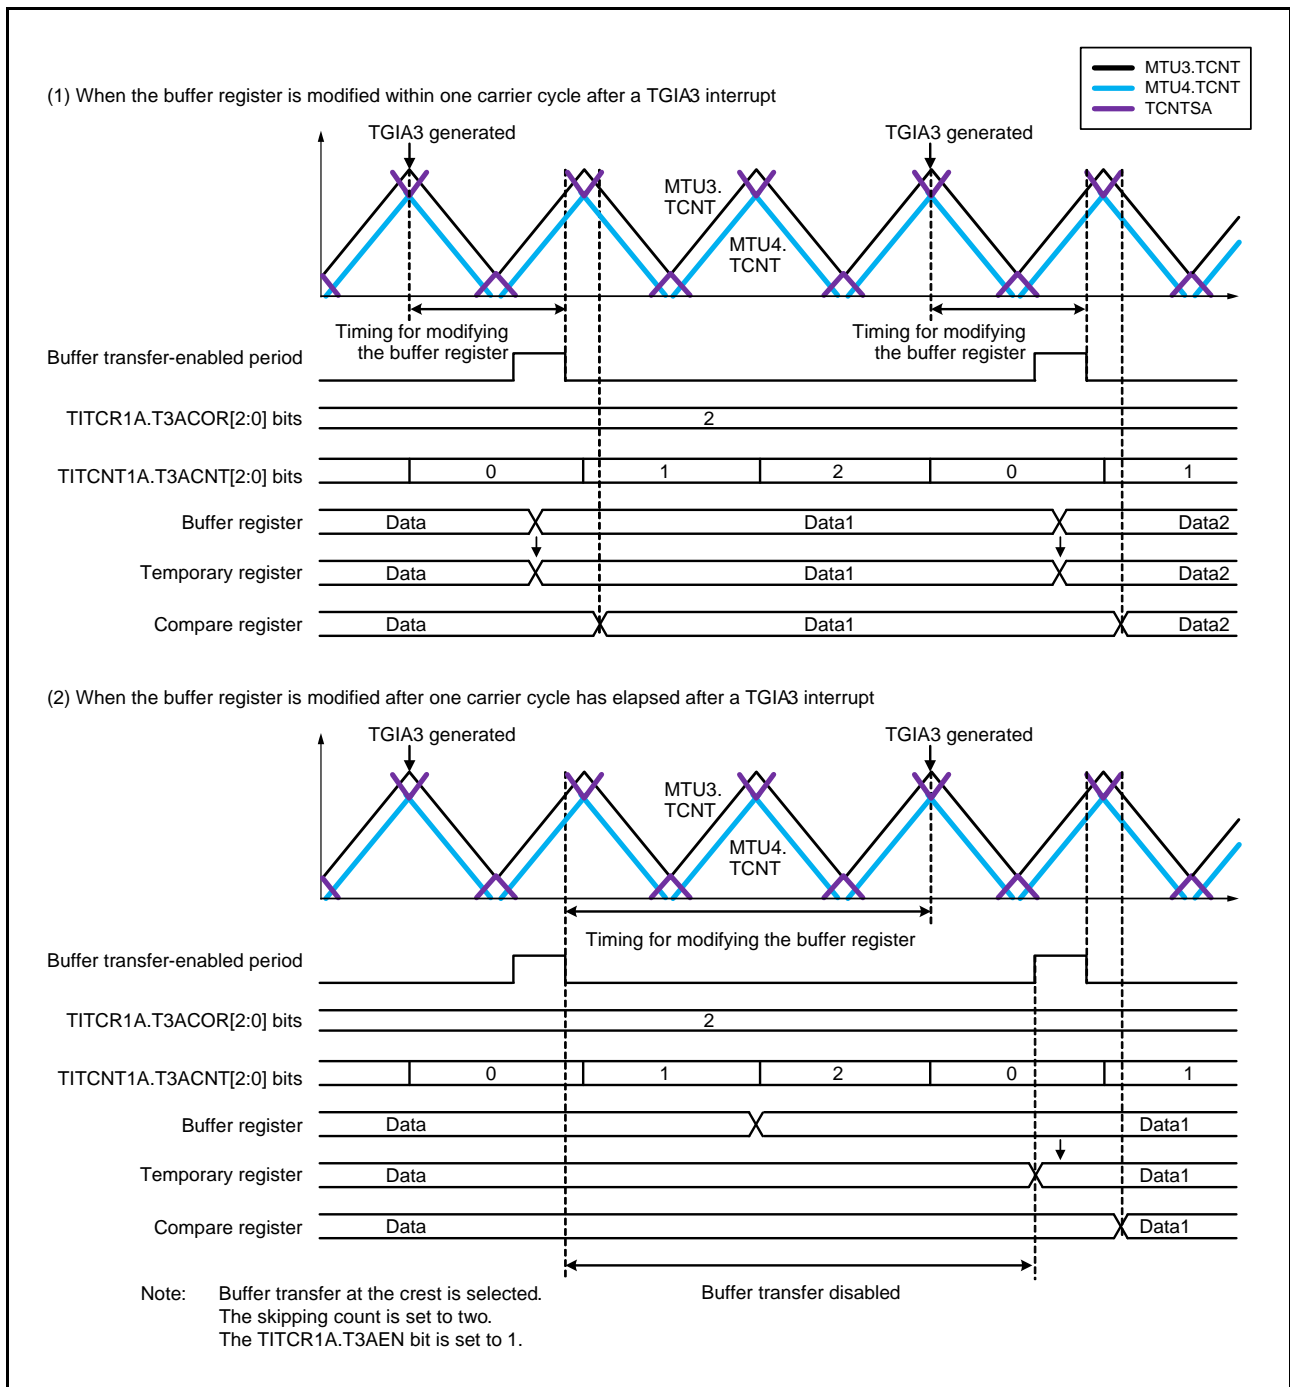 MTU3.TCNT
MTU4.TCNT
TCNTSA
(1) When the buffer register is modified within one carrier cycle after a TGIA3 interrupt
TGIA3 generated
TGIA3 generated
MTU3.
TCNT
MTU4.
TCNT
Timing for modifying
the buffer register
Timing for modifying
the buffer register
Buffer transfer-enabled period
TITCR1A.T3ACOR[2:0] bits
2
TITCNT1A.T3ACNT[2:0] bits
0 1 2 0 1
Buffer register
Data Data1 Data2
Temporary register
Data Data1 Data2
Compare register
Data Data1 Data2
(2) When the buffer register is modified after one carrier cycle has elapsed after a TGIA3 interrupt
TGIA3 generated
TGIA3 generated
MTU3.
TCNT
MTU4.
TCNT
Timing for modifying the buffer register
Buffer transfer-enabled period
TITCR1A.T3ACOR[2:0] bits
2
TITCNT1A.T3ACNT[2:0] bits
0 1 2 0 1
Buffer register
Data Data1
Temporary register
Data Data1
Compare register
Data Data1
Buffer transfer disabled
Note: Buffer transfer at the crest is selected.
The skipping count is set to two.
The TITCR1A.T3AEN bit is set to 1.